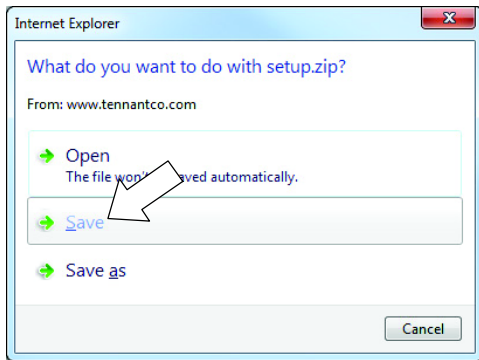 Internet Explorer
What do you want to do with setup.zip?
From: www.tennantco.com
Open
The file won't saved automatically.
Save
Save as
Cancel